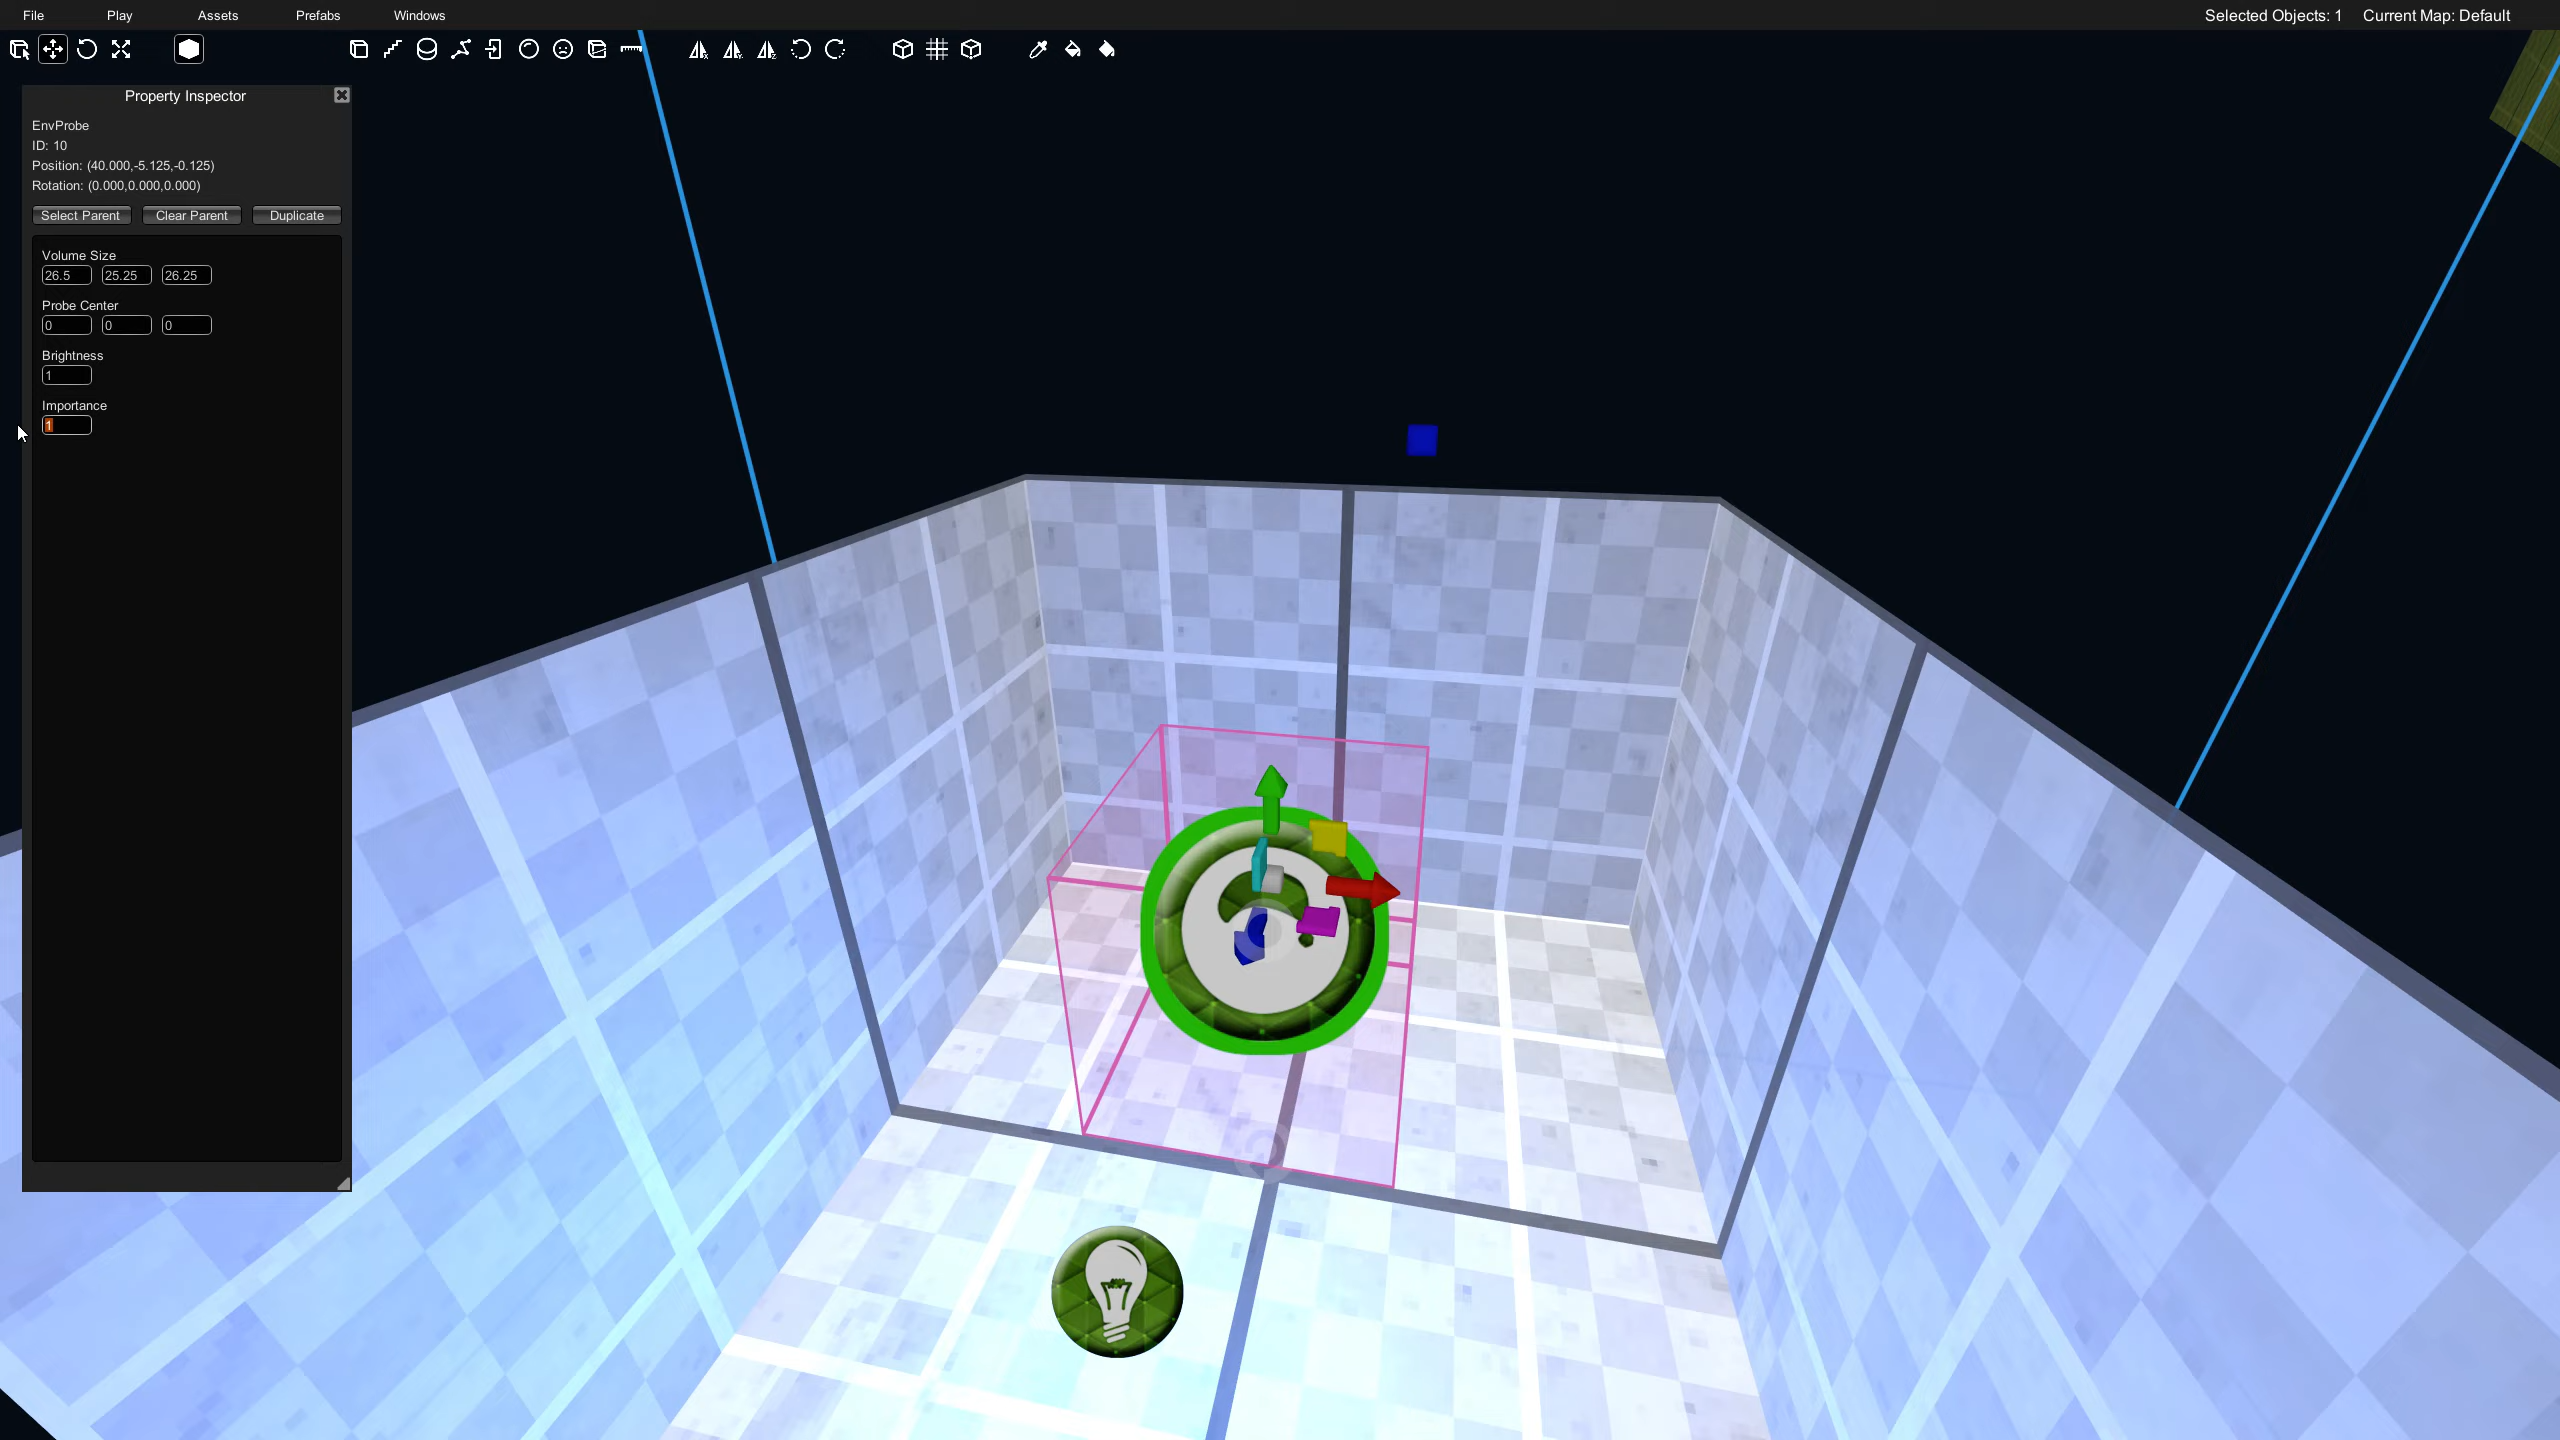 File Play Assets Prefabs Windows Selected Objects: 1 Current Map: Default
Property Inspector
EnvProbe
ID: 10
Position: (40.000,-5.125,-0.125)
Rotation: (0.000,0.000,0.000)
Select Parent Clear Parent Duplicate
Volume Size
26.5 25.25 26.25
Probe Center
0 0 0
Brightness
1
Importance
1